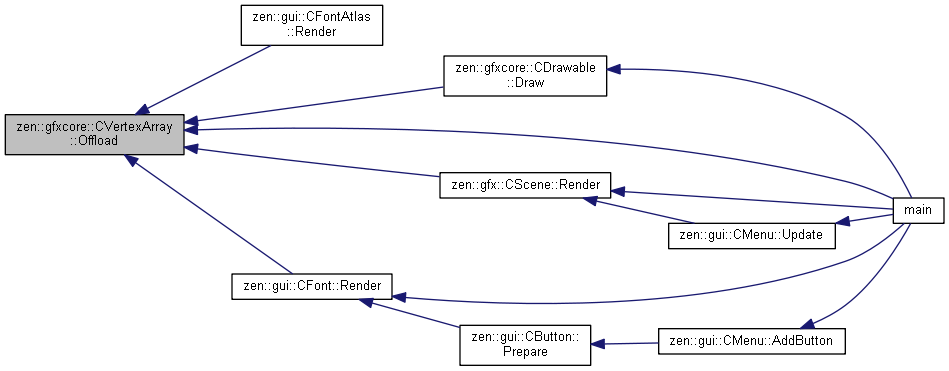 zen::gui::CFontAtlas
::Render
zen::gfxcore::CDrawable
::Draw
zen::gfxcore::CVertexArray
::Offload
zen::gfx::CScene::Render
main
zen::gui::CMenu::Update
zen::gui::CFont::Render
zen::gui::CButton::
Prepare
zen::gui::CMenu::AddButton